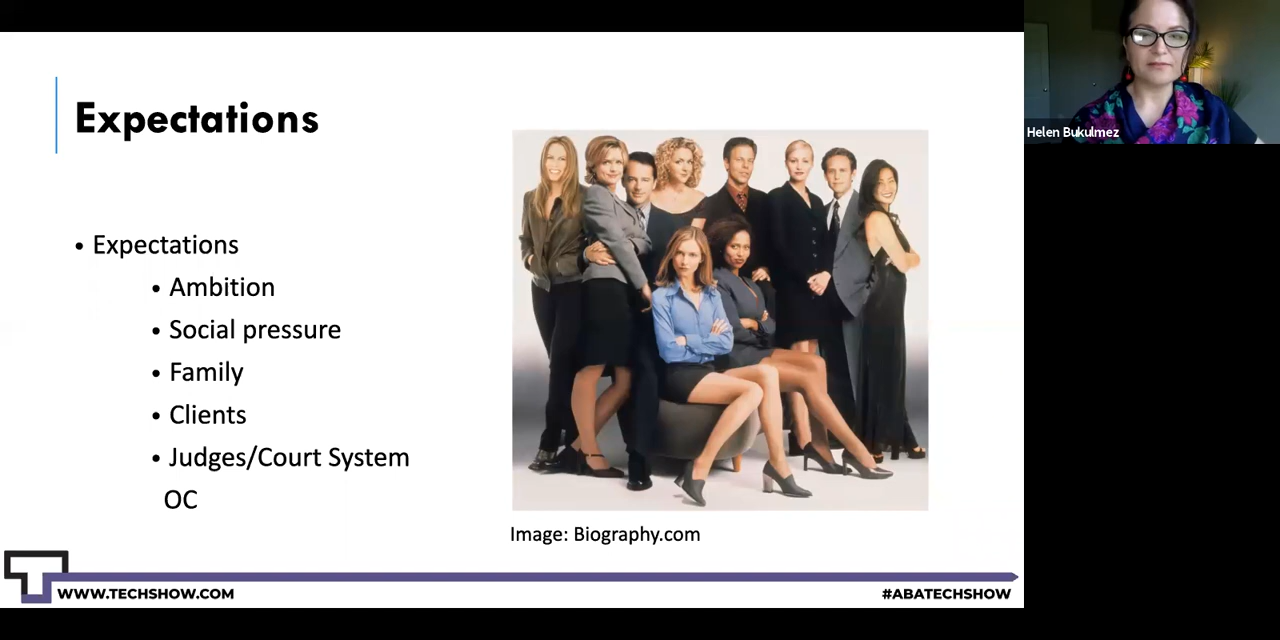 Expectations
• Expectations
• Ambition
• Social pressure
• Family
• Clients
• Judges/Court System
OC
Image: Biography.com
WWW.TECHSHOW.COM
#ABATECHSHOW
Helen Bukulmez